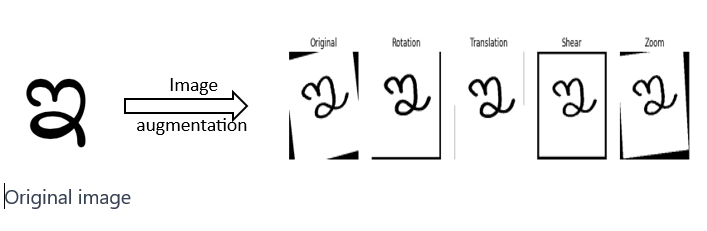 ఇ
Image
augmentation
Original Rotation Translation Shear Zoom
ఇ ఇ ఇ ఇ ఇ
Original image